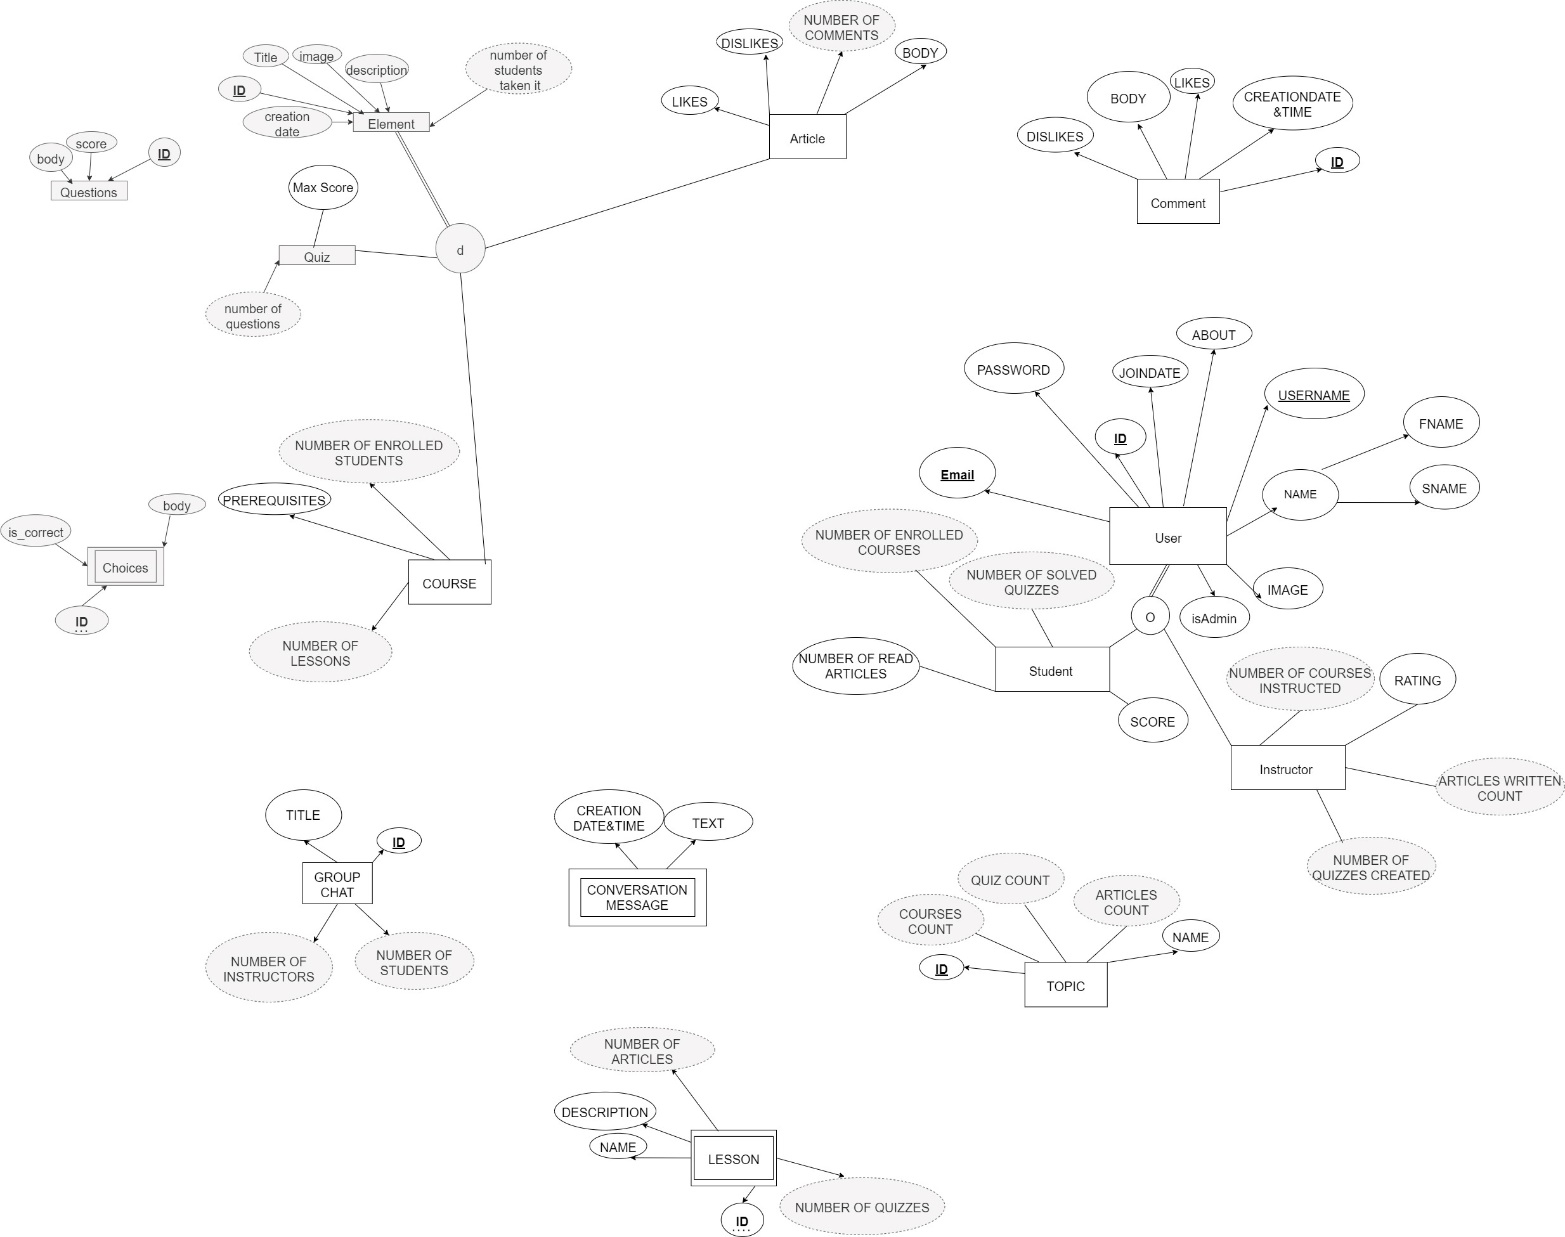 NUMBER OF
COMMENTS
DISLIKES
BODY
LIKES
Article
Title
image
description
number of
students
taken it
ID
creation
date
Element
BODY
LIKES
CREATIONDATE
&TIME
DISLIKES
ID
Comment
score
body
ID
Questions
Max Score
d
Quiz
number of
questions
ABOUT
PASSWORD
JOINDATE
USERNAME
FNAME
ID
Email
NAME
SNAME
User
NUMBER OF ENROLLED
COURSES
NUMBER OF SOLVED
QUIZZES
IMAGE
O
isAdmin
NUMBER OF READ
ARTICLES
Student
SCORE
NUMBER OF COURSES
INSTRUCTED
RATING
Instructor
ARTICLES WRITTEN
COUNT
NUMBER OF
QUIZZES CREATED
NUMBER OF ENROLLED
STUDENTS
PREREQUISITES
COURSE
NUMBER OF
LESSONS
body
is_correct
Choices
ID
TITLE
ID
GROUP
CHAT
NUMBER OF
INSTRUCTORS
NUMBER OF
STUDENTS
CREATION
DATE&TIME
TEXT
CONVERSATION
MESSAGE
QUIZ COUNT
ARTICLES
COUNT
COURSES
COUNT
NAME
ID
TOPIC
NUMBER OF
ARTICLES
DESCRIPTION
NAME
LESSON
NUMBER OF QUIZZES
ID